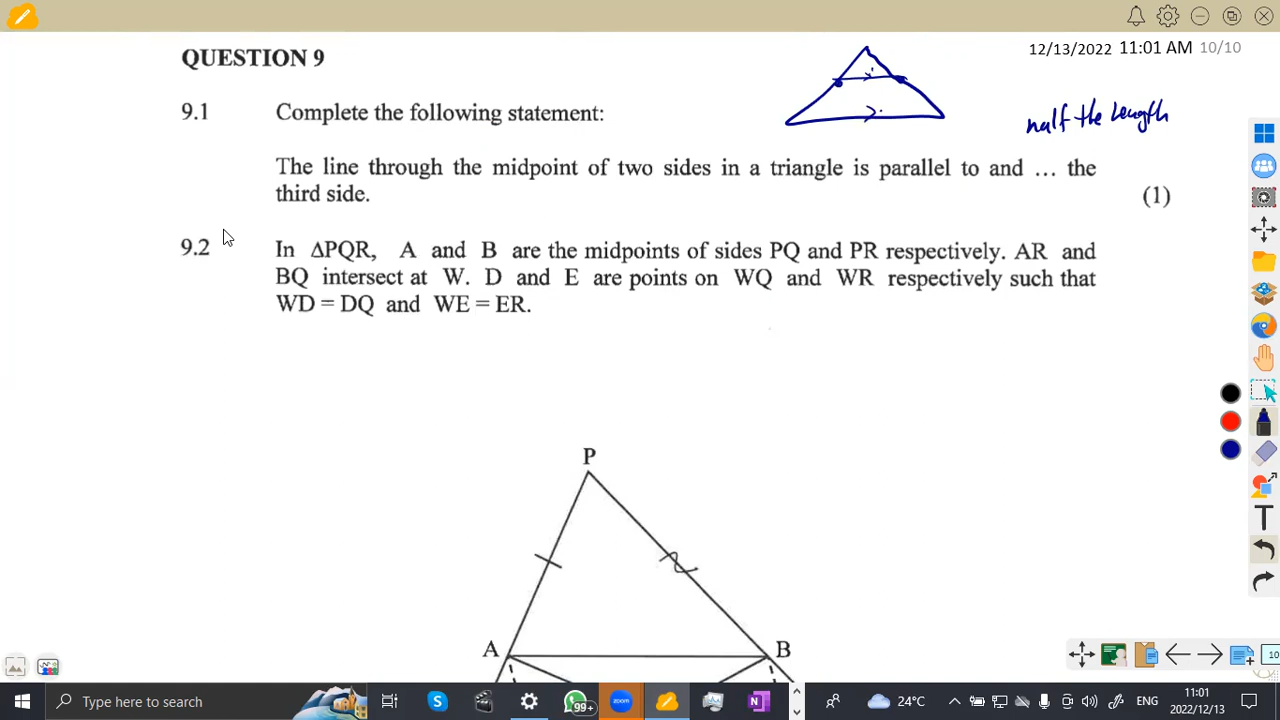 12/13/2022 11:01 AM 10/10
QUESTION 9
9.1 Complete the following statement:
half the length
The line through the midpoint of two sides in a triangle is parallel to and … the
third side. (1)
9.2 In ΔPQR, A and B are the midpoints of sides PQ and PR respectively. AR and
BQ intersect at W. D and E are points on WQ and WR respectively such that
WD = DQ and WE = ER.
P
A B
T
10
Type here to search
99+
zoom
24°C
ENG
11:01
2022/12/13